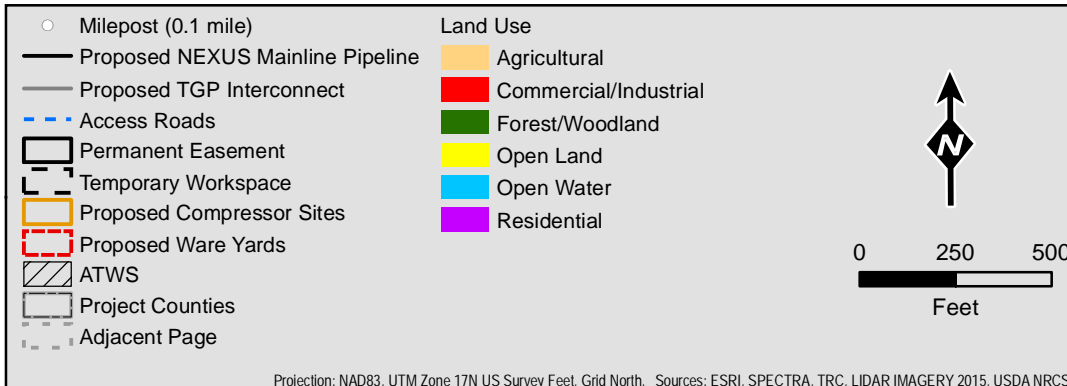 Milepost (0.1 mile)
Proposed NEXUS Mainline Pipeline
Proposed TGP Interconnect
Access Roads
Permanent Easement
Temporary Workspace
Proposed Compressor Sites
Proposed Ware Yards
ATWS
Project Counties
Adjacent Page
Land Use
Agricultural
Commercial/Industrial
Forest/Woodland
Open Land
Open Water
Residential
N
0 250 500
Feet
Projection: NAD83, UTM Zone 17N US Survey Feet, Grid North. Sources: ESRI, SPECTRA, TRC, LIDAR IMAGERY 2015, USDA NRCS